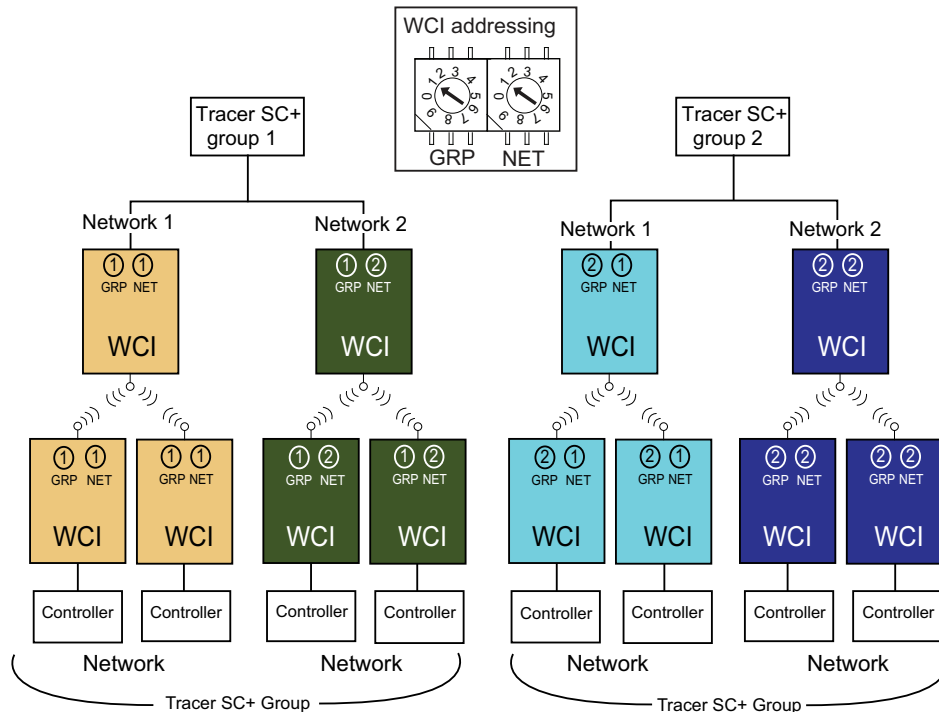 WCI addressing
0 1 2 3 4 5 6 7 8 9
0 1 2 3 4 5 6 7 8 9
GRP NET
Tracer SC+
group 1
Tracer SC+
group 2
Network 1
Network 2
Network 1
Network 2
1 1
GRP NET
WCI
1 2
GRP NET
WCI
2 1
GRP NET
WCI
2 2
GRP NET
WCI
1 1
GRP NET
WCI
1 1
GRP NET
WCI
1 2
GRP NET
WCI
1 2
GRP NET
WCI
2 1
GRP NET
WCI
2 1
GRP NET
WCI
2 2
GRP NET
WCI
2 2
GRP NET
WCI
Controller
Controller
Controller
Controller
Controller
Controller
Controller
Controller
Network
Network
Network
Network
Tracer SC+ Group
Tracer SC+ Group